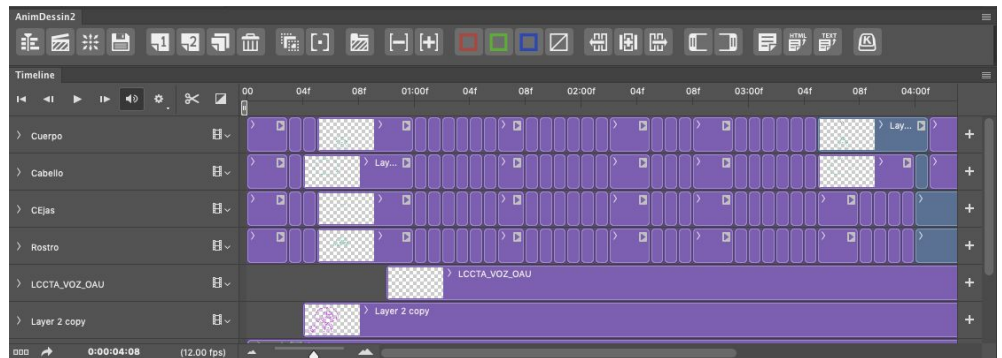 AnimDessin2
1 2 HTML TEXT K
Timeline
00 04f 08f 01:00f 04f 08f 02:00f 04f 08f 03:00f 04f 08f 04:00f
Cuerpo Lay...
Cabello Lay...
CEjas
Rostro
LCCTA_VOZ_OAU LCCTA_VOZ_OAU
Layer 2 copy Layer 2 copy
0:00:04:08 (12.00 fps)